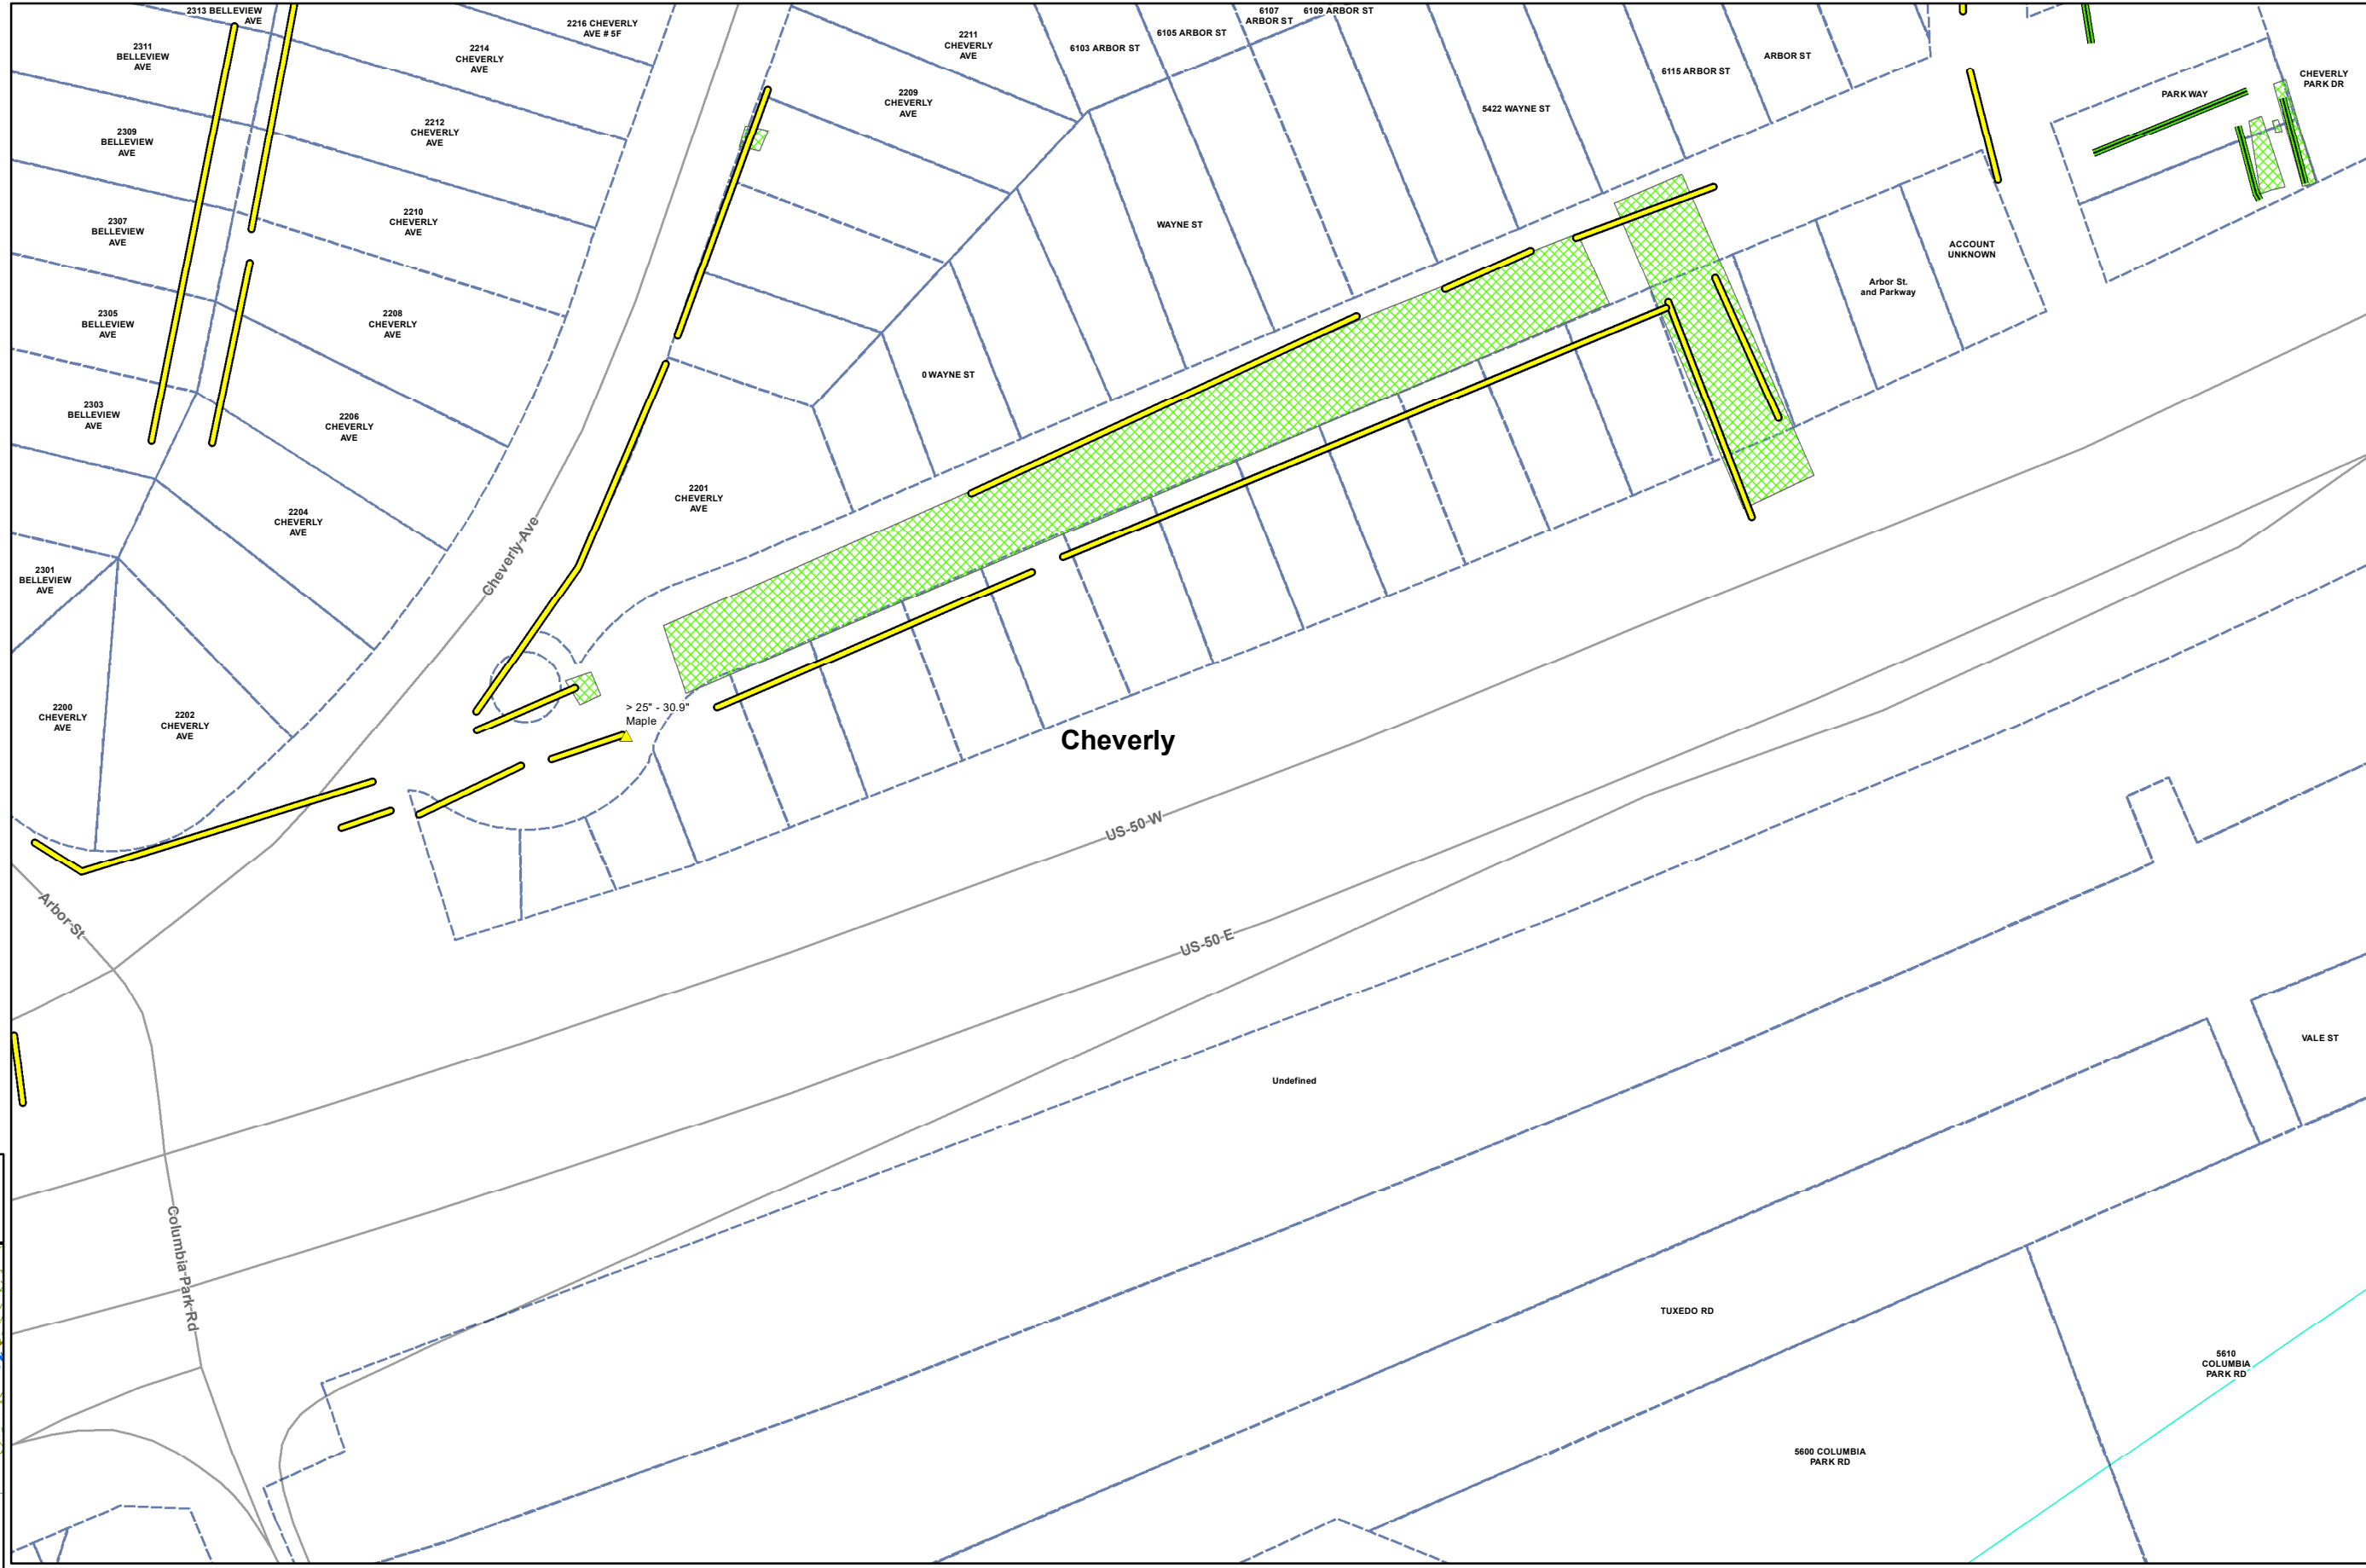 2313 BELLEVIEW
AVE
2216 CHEVERLY
AVE # 5F
6107
ARBOR ST
6109 ARBOR ST
2311
BELLEVIEW
AVE
2214
CHEVERLY
AVE
2211
CHEVERLY
AVE
6103 ARBOR ST
6105 ARBOR ST
6115 ARBOR ST
ARBOR ST
CHEVERLY
PARK DR
PARKWAY
2209
CHEVERLY
AVE
5422 WAYNE ST
2309
BELLEVIEW
AVE
2212
CHEVERLY
AVE
2307
BELLEVIEW
AVE
2210
CHEVERLY
AVE
WAYNE ST
ACCOUNT
UNKNOWN
Arbor St.
and Parkway
2305
BELLEVIEW
AVE
2208
CHEVERLY
AVE
0 WAYNE ST
2303
BELLEVIEW
AVE
2206
CHEVERLY
AVE
2201
CHEVERLY
AVE
2204
CHEVERLY
AVE
Cheverly Ave
2301
BELLEVIEW
AVE
2200
CHEVERLY
AVE
2202
CHEVERLY
AVE
> 25" - 30.9"
Maple
Cheverly
US-50-W
Arbor St
US-50-E
VALE ST
Undefined
Columbia Park Rd
TUXEDO RD
5610
COLUMBIA
PARK RD
5600 COLUMBIA
PARK RD